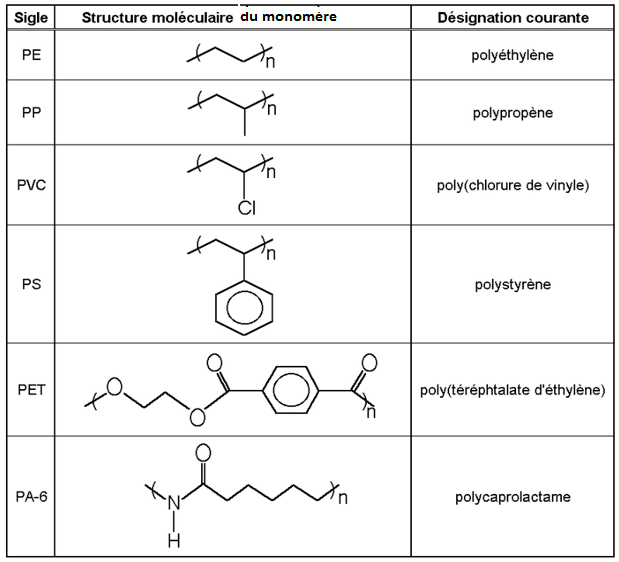 Sigle Structure moléculaire du monomère Désignation courante
PE n polyéthylène
PP n polypropène
PVC n Cl poly(chlorure de vinyle)
PS n polystyrène
PET O O O O n poly(téréphtalate d'éthylène)
PA-6 O N H n polycaprolactame